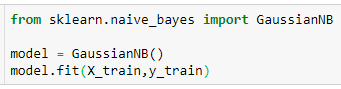 from sklearn.naive_bayes import GaussianNB
model = GaussianNB()
model.fit(X_train,y_train)